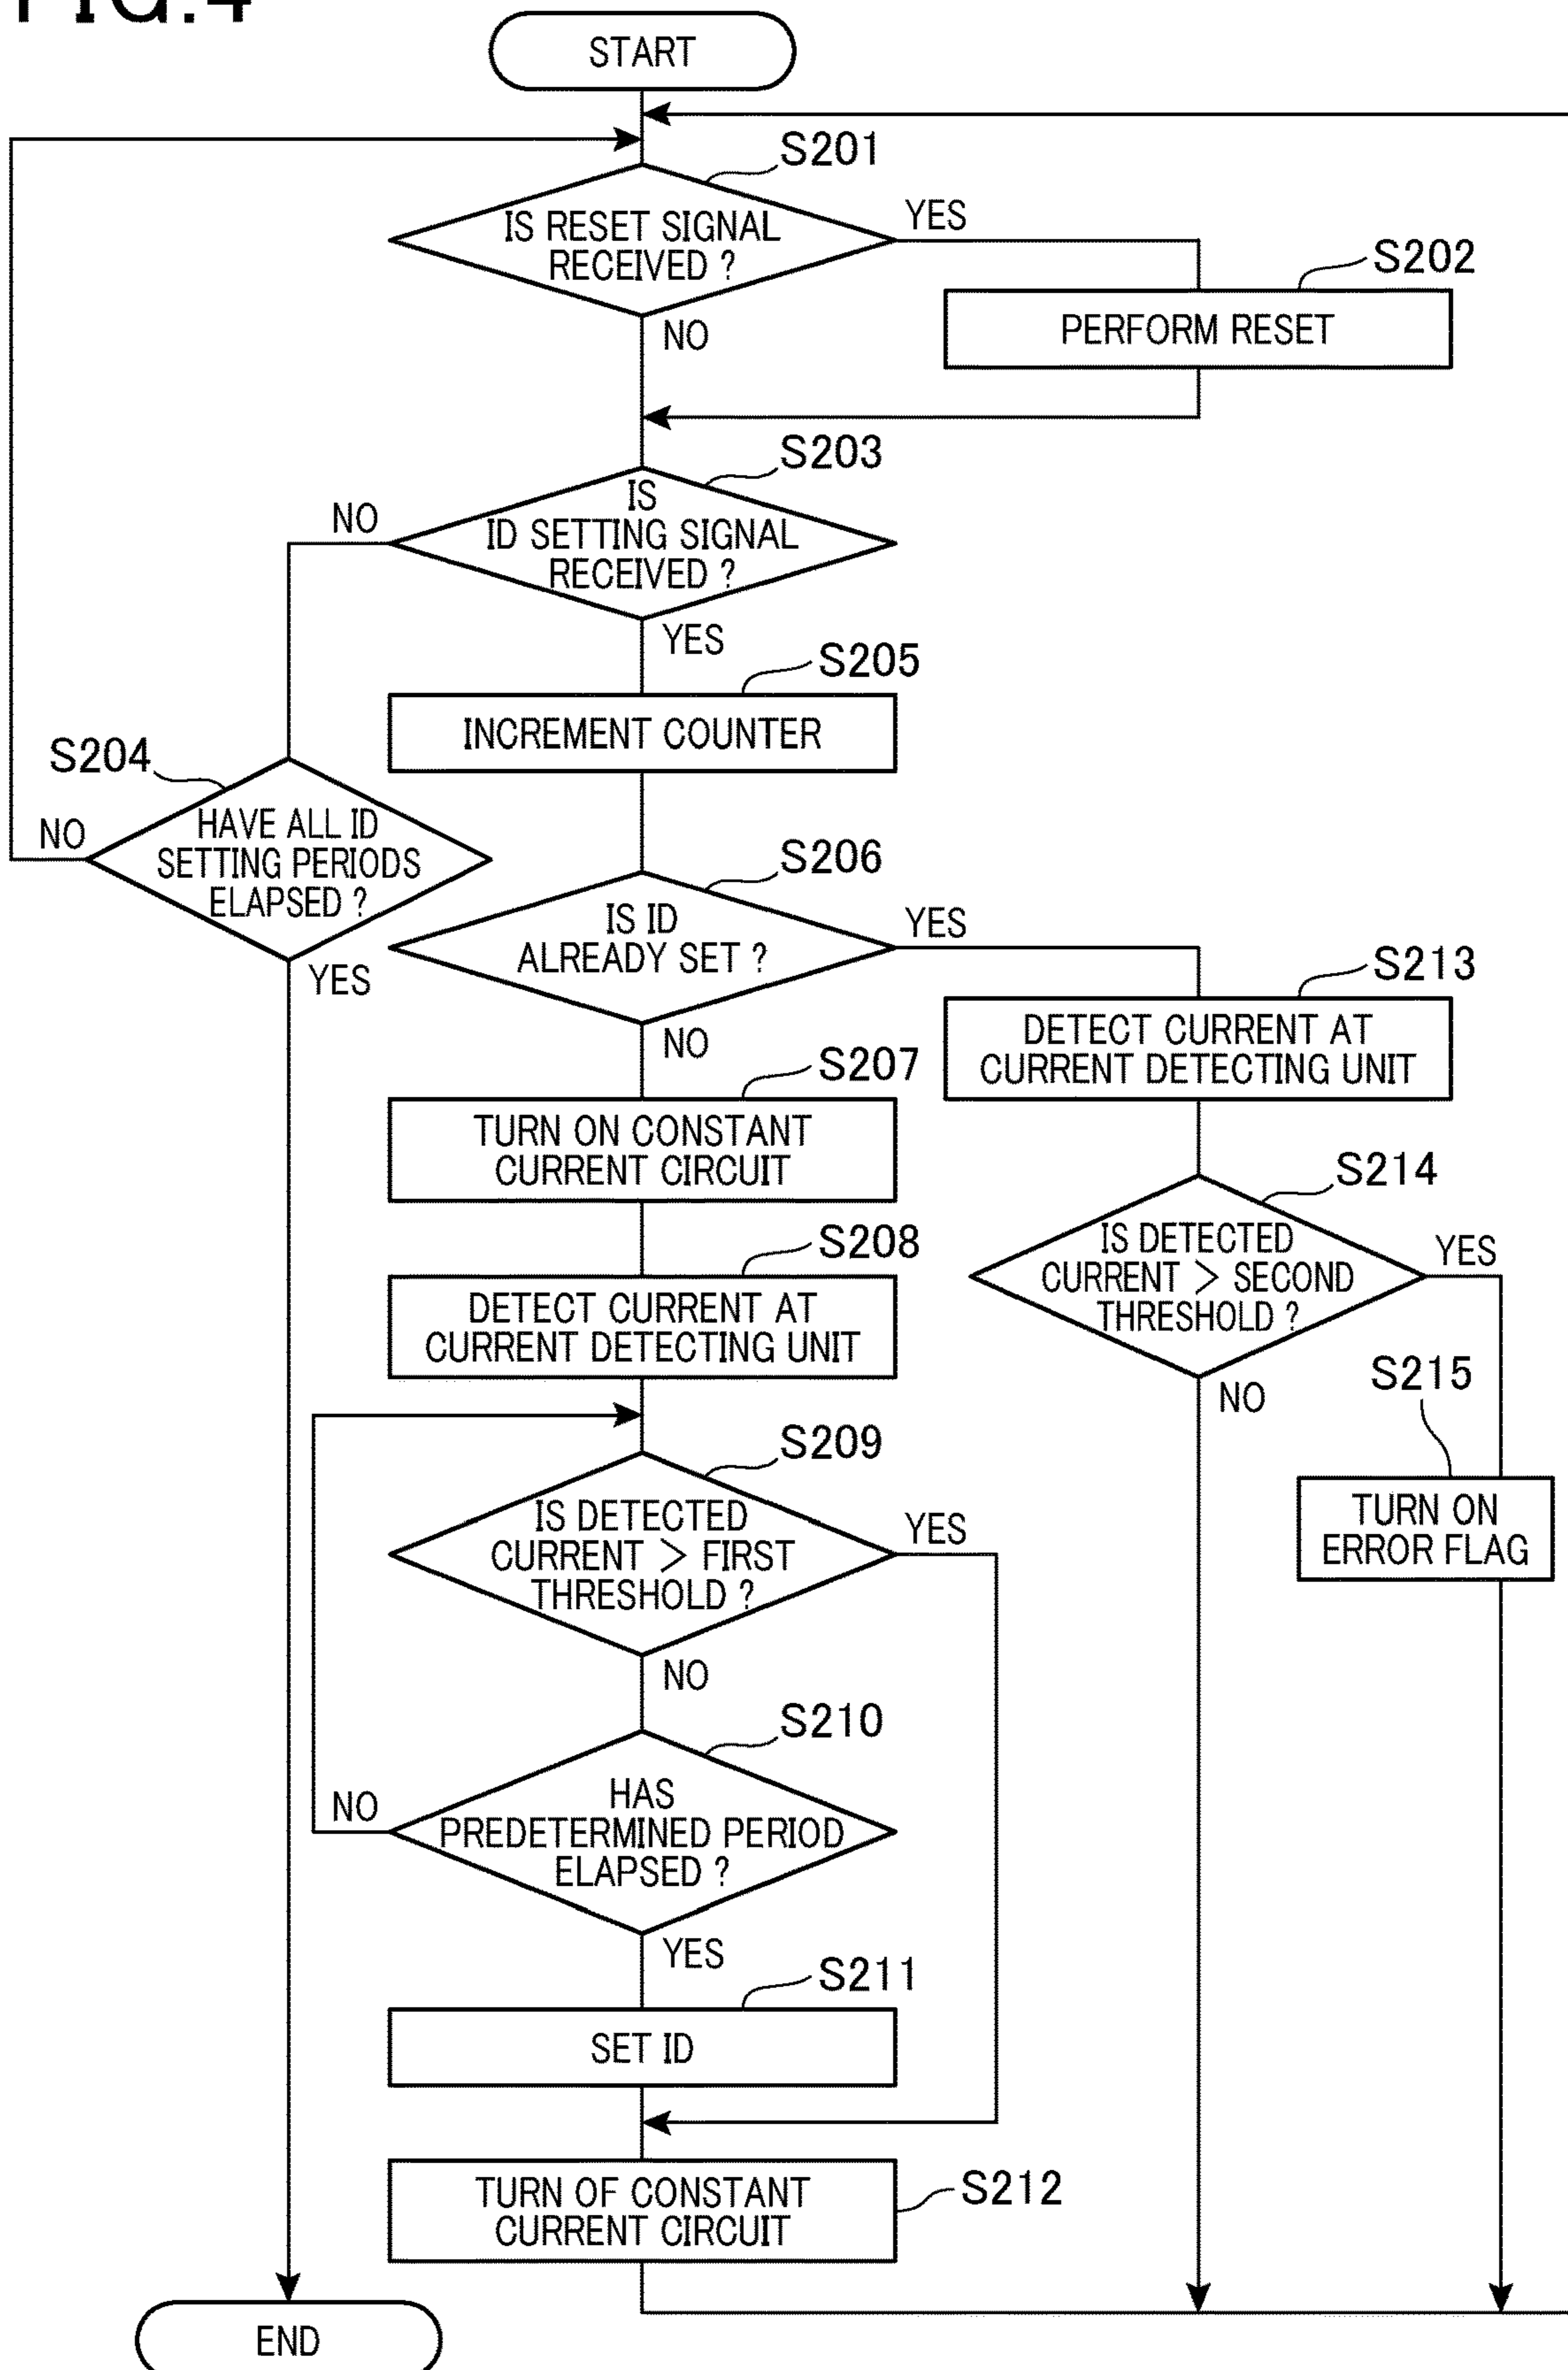 FIG.4
START
S201
IS RESET SIGNAL
RECEIVED ?
YES
NO
S202
PERFORM RESET
S203
IS
ID SETTING SIGNAL
RECEIVED ?
NO
YES
S205
INCREMENT COUNTER
S204
HAVE ALL ID
SETTING PERIODS
ELAPSED ?
NO
YES
S206
IS ID
ALREADY SET ?
YES
NO
S213
DETECT CURRENT AT
CURRENT DETECTING UNIT
S207
TURN ON CONSTANT
CURRENT CIRCUIT
S214
IS DETECTED
CURRENT > SECOND
THRESHOLD ?
YES
NO
S208
DETECT CURRENT AT
CURRENT DETECTING UNIT
S215
TURN ON
ERROR FLAG
S209
IS DETECTED
CURRENT > FIRST
THRESHOLD ?
YES
NO
S210
HAS
PREDETERMINED PERIOD
ELAPSED ?
NO
YES
S211
SET ID
S212
TURN OF CONSTANT
CURRENT CIRCUIT
END